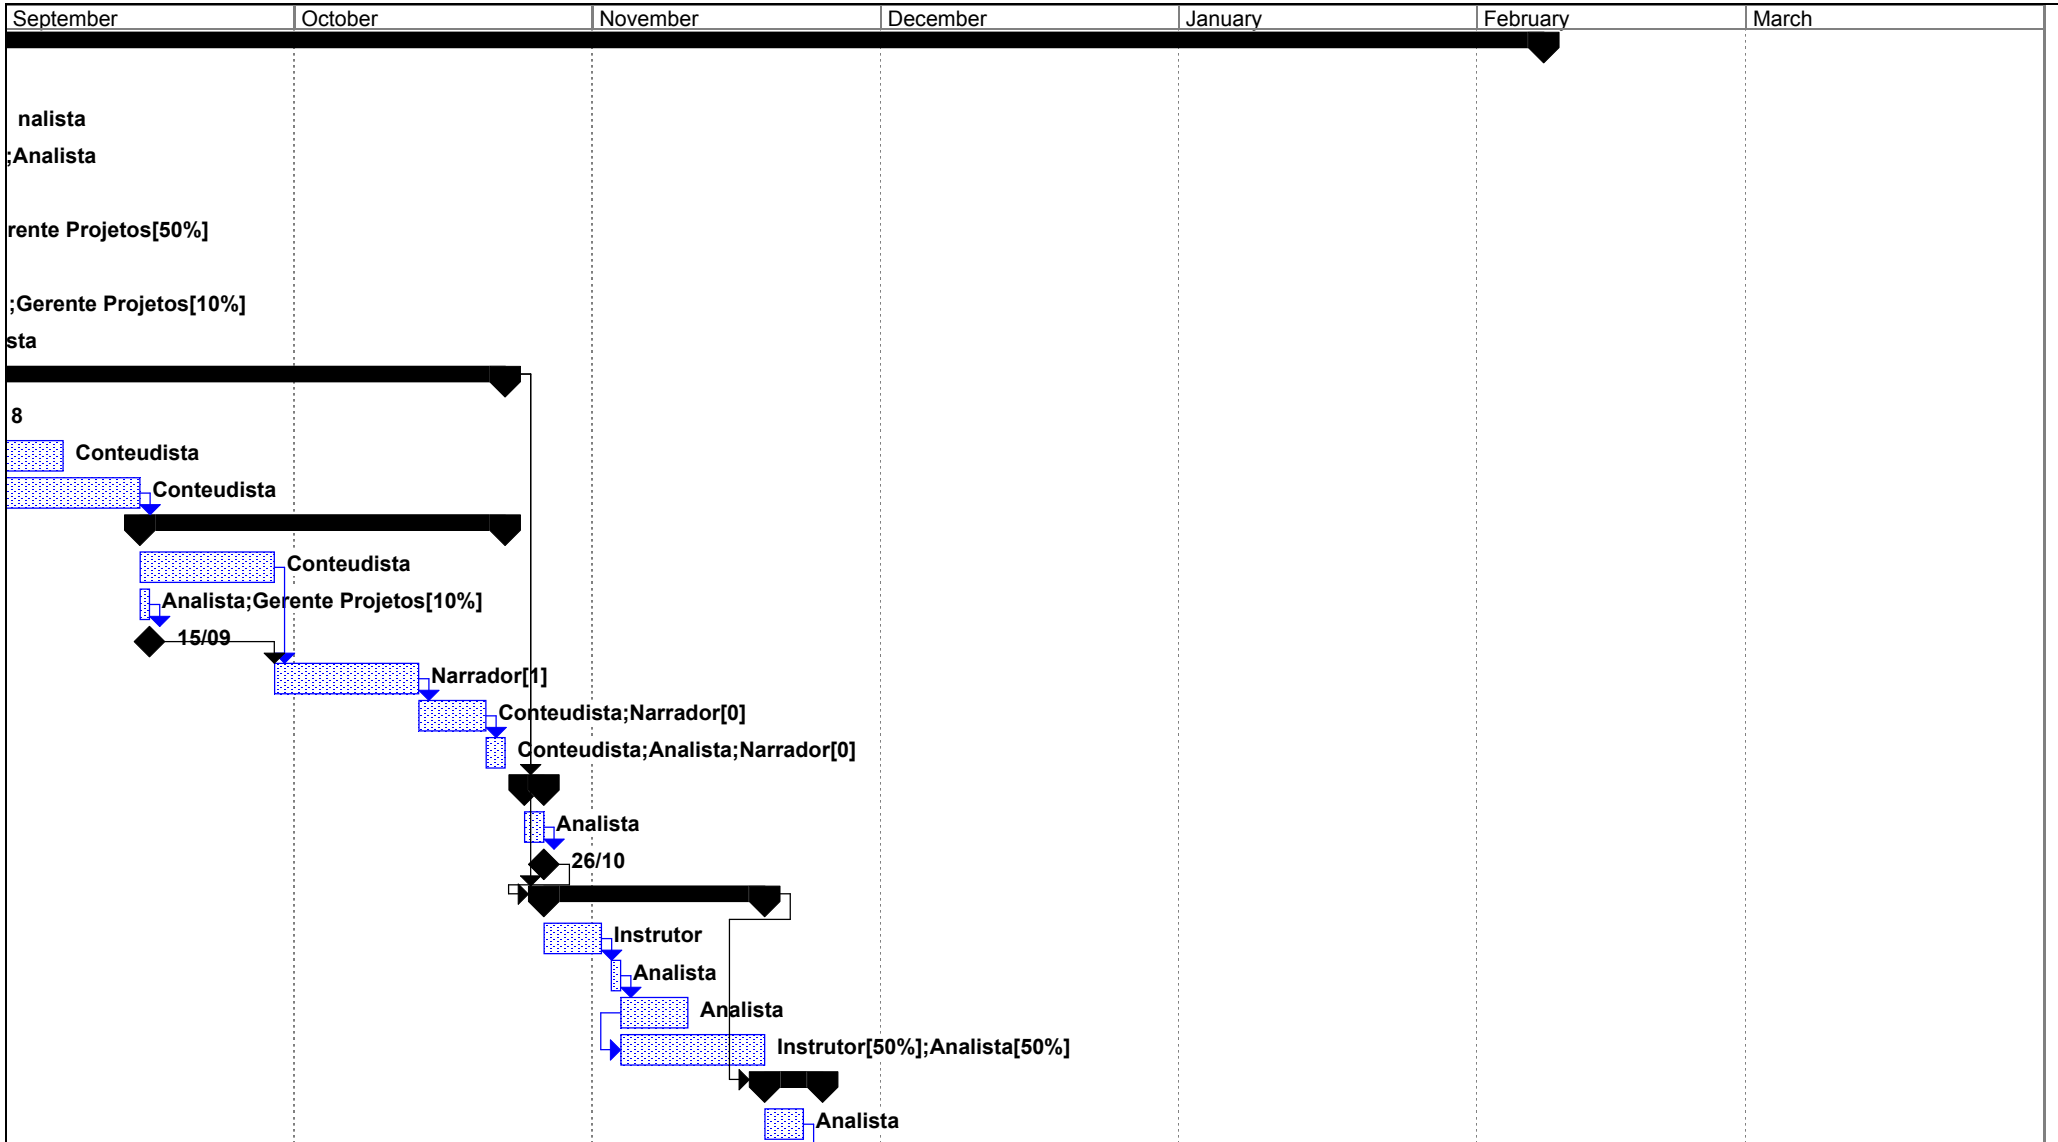 September October November December January February March
nalista
;Analista
rente Projetos[50%]
;Gerente Projetos[10%]
sta
8
Conteudista
Conteudista
Conteudista
Analista;Gerente Projetos[10%]
15/09
Narrador[1]
Conteudista;Narrador[0]
Conteudista;Analista;Narrador[0]
Analista
26/10
Instrutor
Analista
Analista
Instrutor[50%];Analista[50%]
Analista